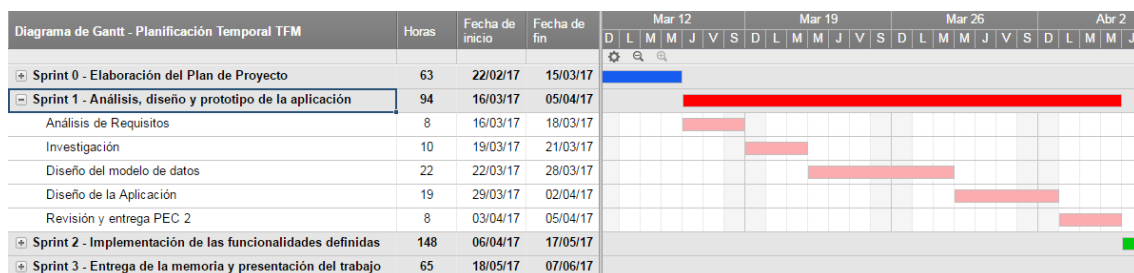 Diagrama de Gantt - Planificación Temporal TFM Horas Fecha de inicio Fecha de fin Mar 12 Mar 19 Mar 26 Abr 2
D L M M J V S D L M M J V S D L M M J V S D L M M J
Sprint 0 - Elaboración del Plan de Proyecto 63 22/02/17 15/03/17
Sprint 1 - Análisis, diseño y prototipo de la aplicación 94 16/03/17 05/04/17
Análisis de Requisitos 8 16/03/17 18/03/17
Investigación 10 19/03/17 21/03/17
Diseño del modelo de datos 22 22/03/17 28/03/17
Diseño de la Aplicación 19 29/03/17 02/04/17
Revisión y entrega PEC 2 8 03/04/17 05/04/17
Sprint 2 - Implementación de las funcionalidades definidas 148 06/04/17 17/05/17
Sprint 3 - Entrega de la memoria y presentación del trabajo 65 18/05/17 07/06/17